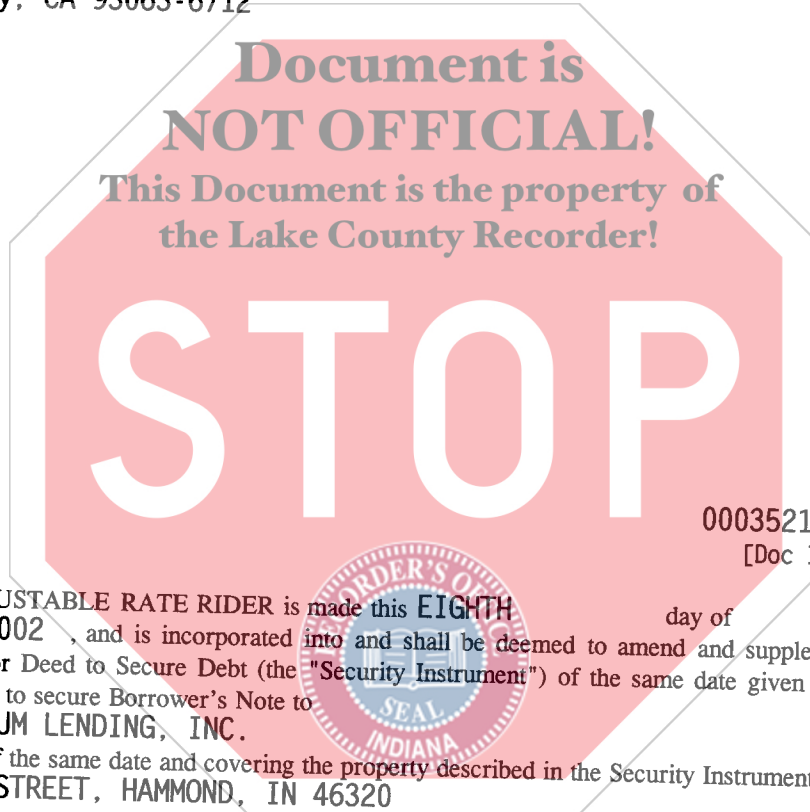 CA 93063-6712
Document is
NOT OFFICIAL!
This Document is the property of
the Lake County Recorder!
STOP
0003521
[Doc
USTABLE RATE RIDER is made this EIGHTH day of
002 , and is incorporated into and shall be deemed to amend and supple
r Deed to Secure Debt (the "Security Instrument") of the same date given
to secure Borrower's Note to
UM LENDING, INC.
f the same date and covering the property described in the Security Instrument
STREET, HAMMOND, IN 46320
RECORDER'S OF
SEAL
INDIANA